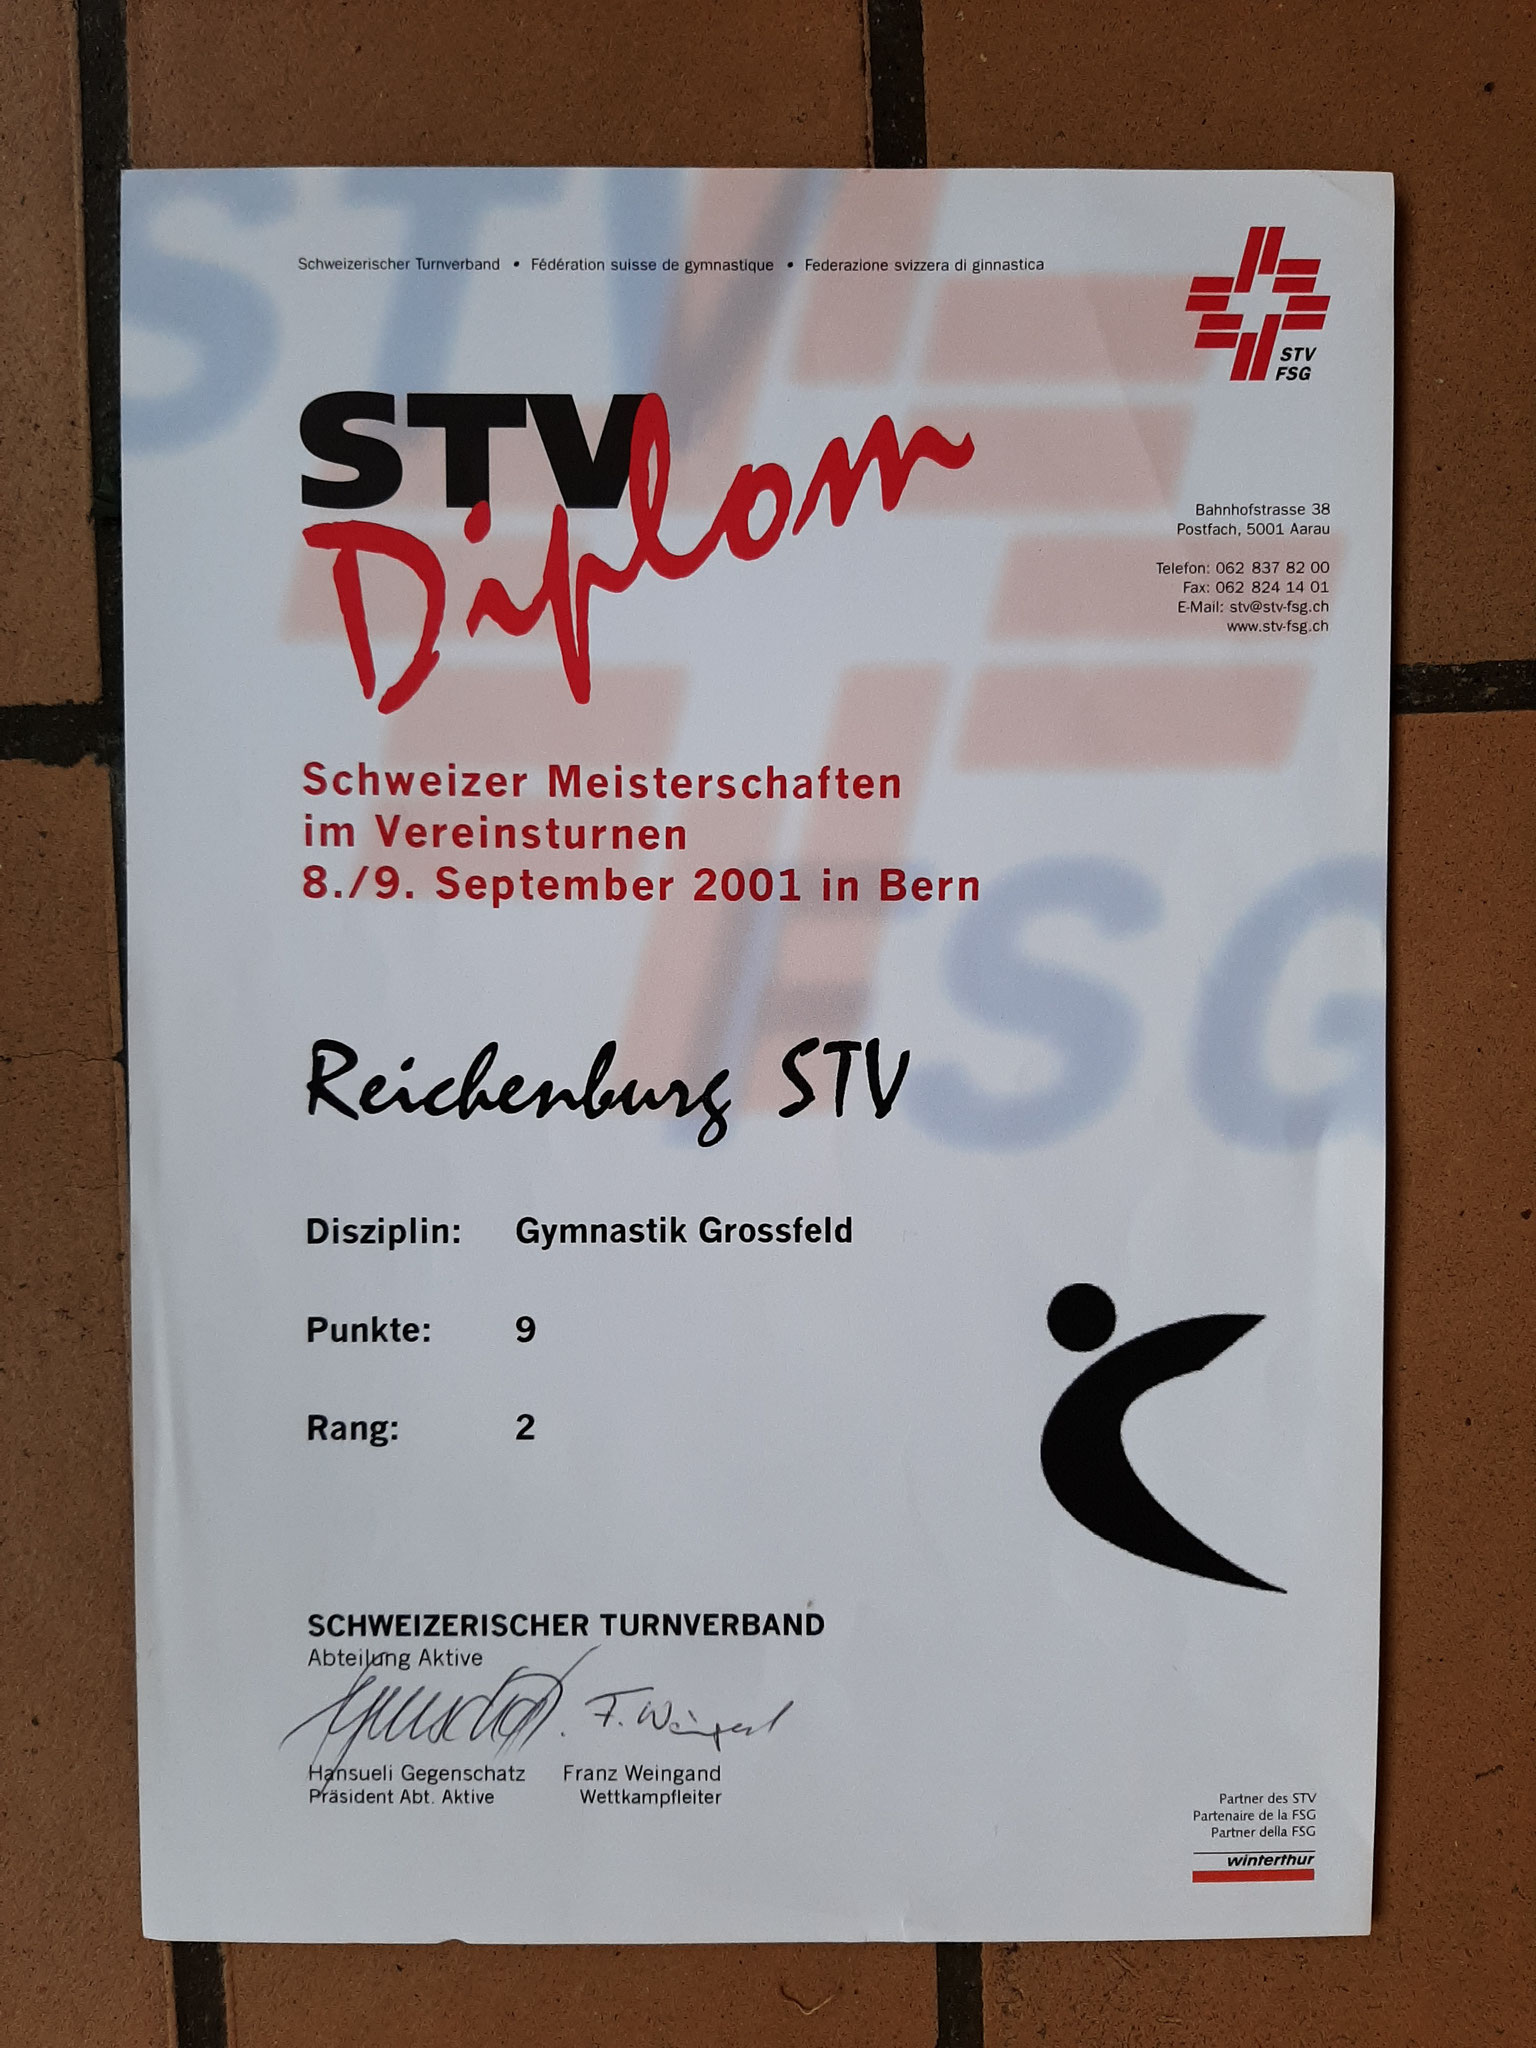 Schweizerischer Turnverband • Fédération suisse de gymnastique • Federazione svizzera di ginnastica
STV
FSG
STV
Diplom
Bahnhofstrasse 38
Postfach, 5001 Aarau
Telefon: 062 837 82 00
Fax: 062 824 14 01
E-Mail: stv@stv-fsg.ch
www.stv-fsg.ch
Schweizer Meisterschaften
im Vereinsturnen
8./9. September 2001 in Bern
Reichenburg STV
Disziplin: Gymnastik Grossfeld
Punkte: 9
Rang: 2
SCHWEIZERISCHER TURNVERBAND
Abteilung Aktive
F. Weingand
Hansueli Gegenschatz Franz Weingand
Präsident Abt. Aktive Wettkampfleiter
Partner des STV
Partenaire de la FSG
Partner della FSG
winterthur